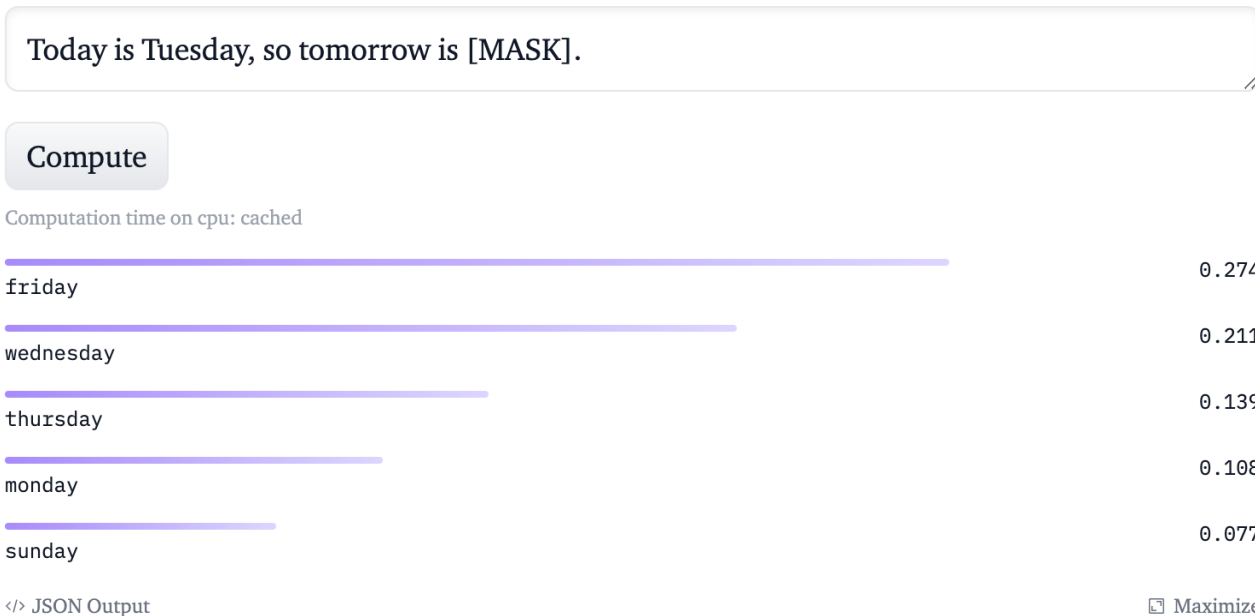 Today is Tuesday, so tomorrow is [MASK].
Compute
Computation time on cpu: cached
0.274
friday
0.211
wednesday
0.139
thursday
0.108
monday
0.077
sunday
</> JSON Output
Maximize